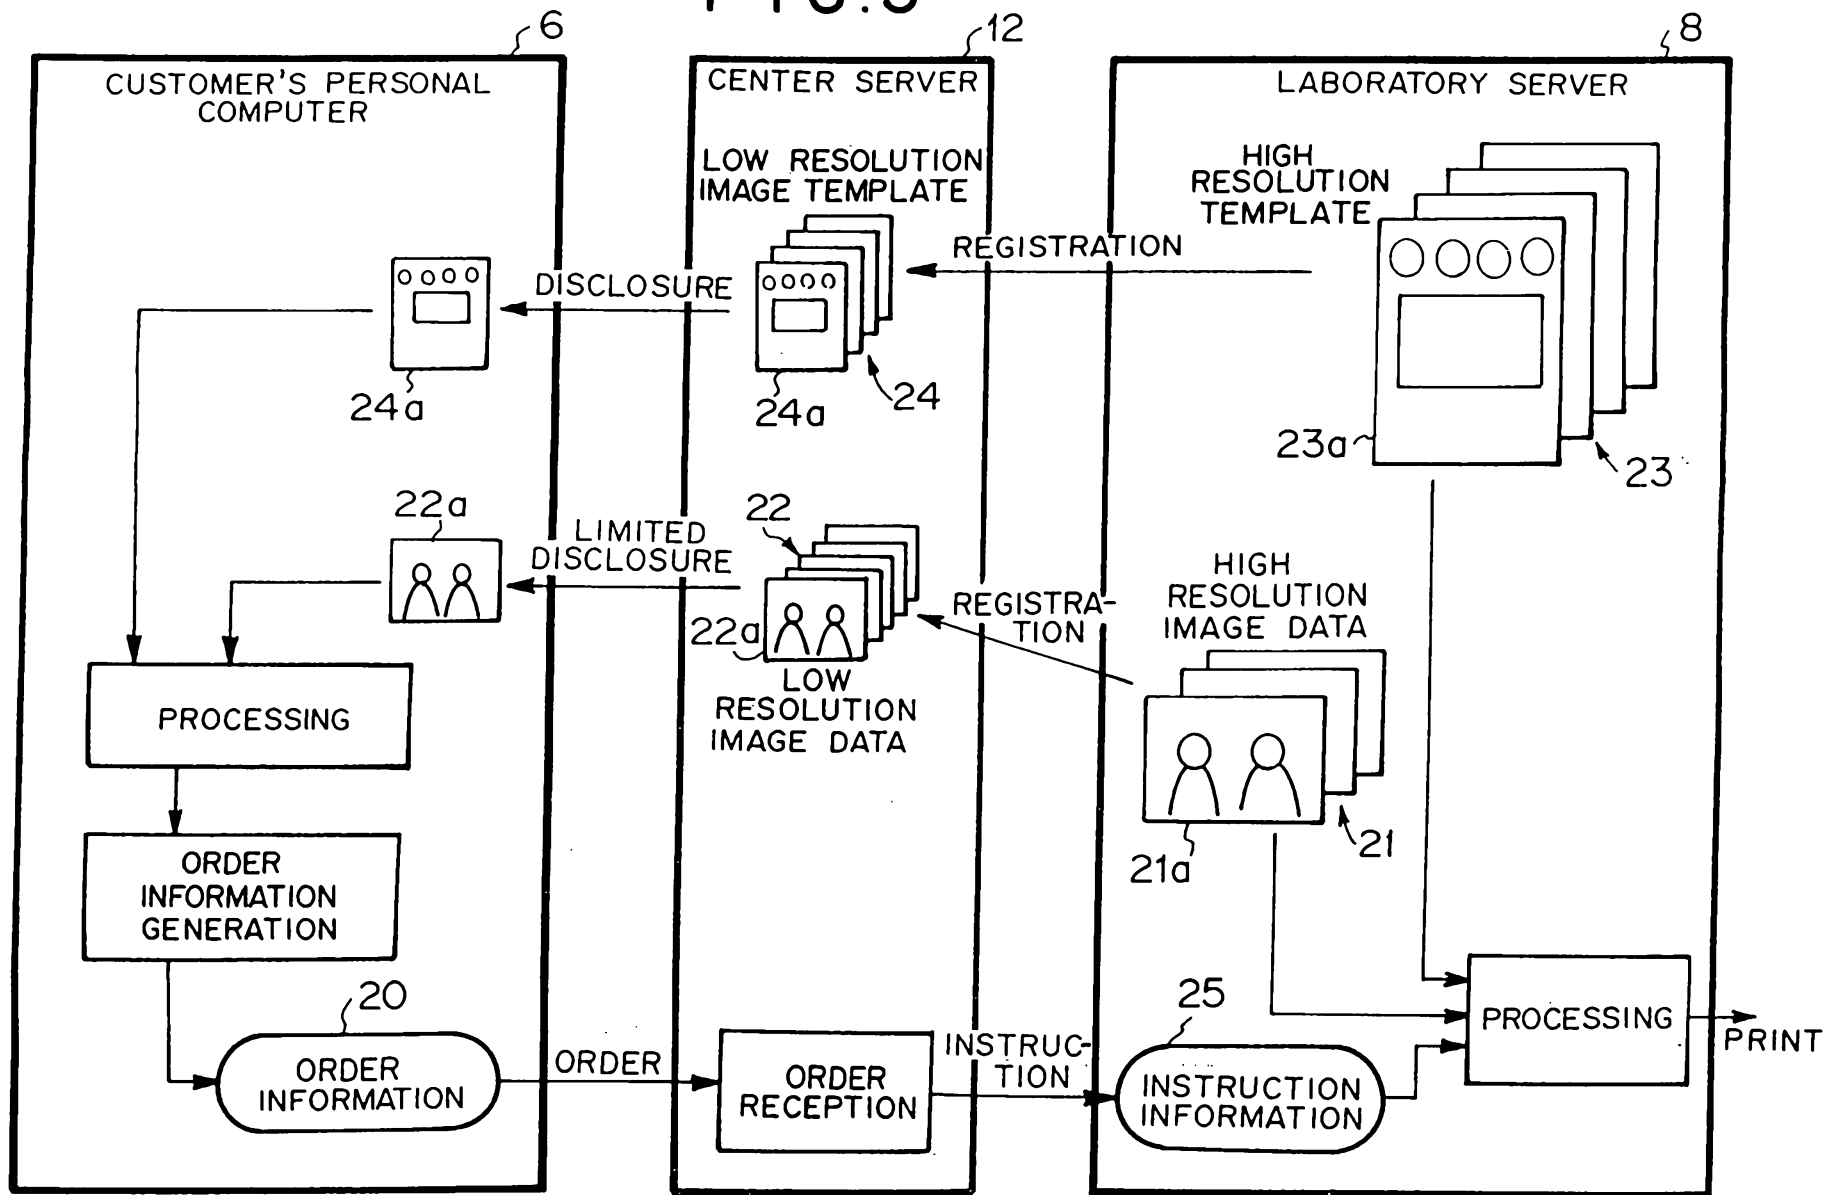 6
12
8
CUSTOMER'S PERSONAL
COMPUTER
CENTER SERVER
LABORATORY SERVER
LOW RESOLUTION
IMAGE TEMPLATE
HIGH
RESOLUTION
TEMPLATE
REGISTRATION
DISCLOSURE
24a
24a
24
23a
23
22a
LIMITED
DISCLOSURE
22
22a
LOW
RESOLUTION
IMAGE DATA
REGISTRA-
TION
HIGH
RESOLUTION
IMAGE DATA
21a
21
PROCESSING
ORDER
INFORMATION
GENERATION
20
ORDER
INFORMATION
ORDER
ORDER
RECEPTION
INSTRUC-
TION
25
INSTRUCTION
INFORMATION
PROCESSING
PRINT